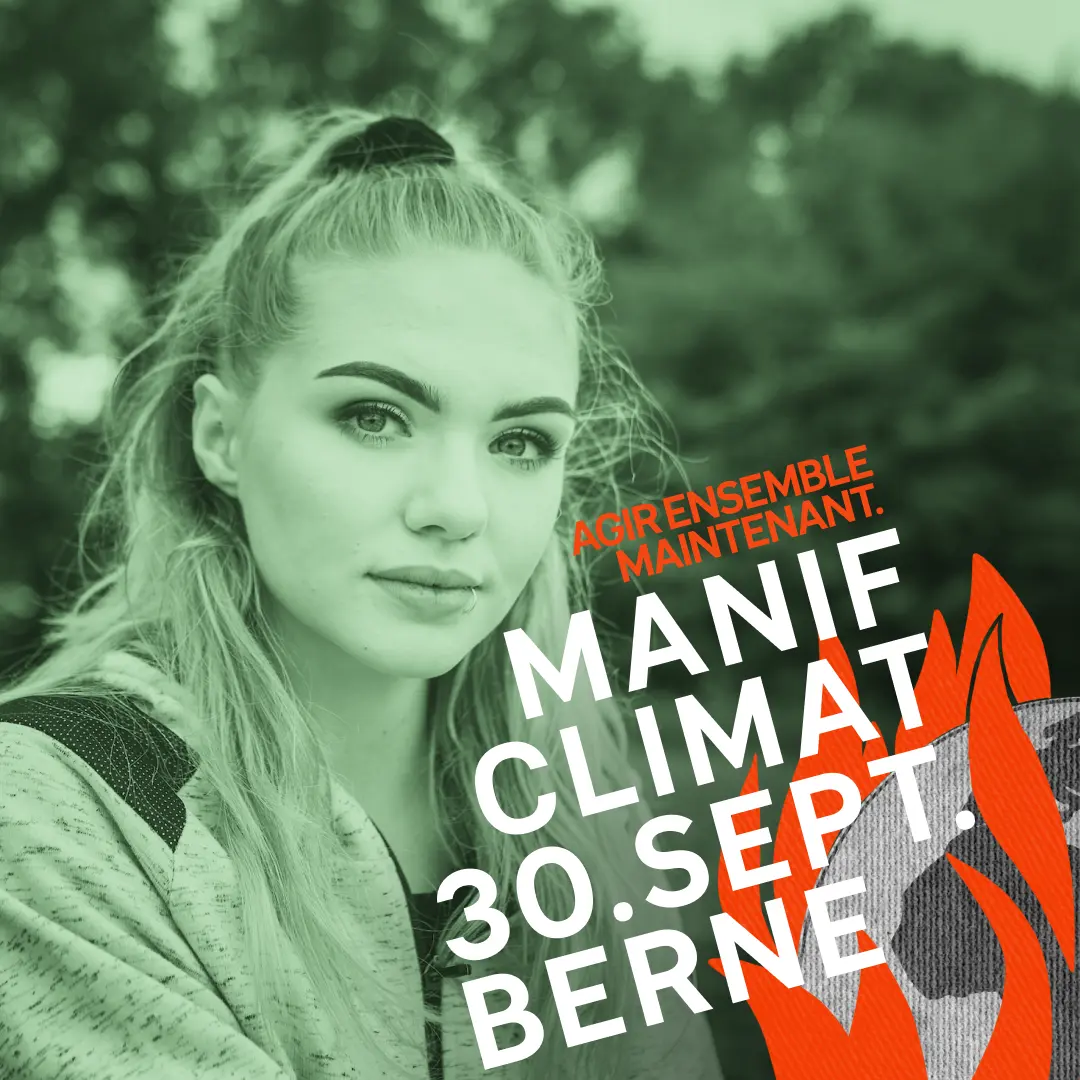 AGIR ENSEMBLE
MAINTENANT.
MANIF
CLIMAT
30.SEPT.
BERNE